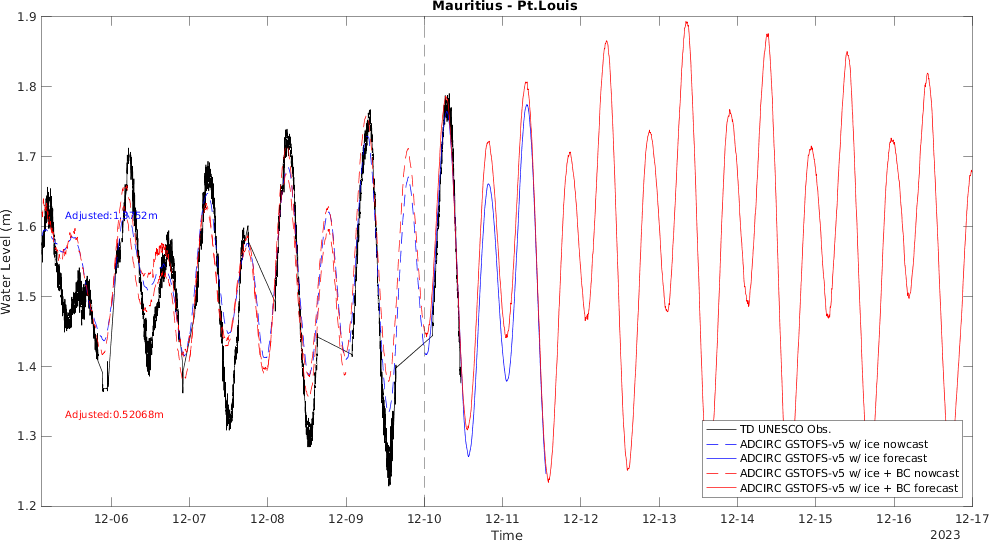 Mauritius - Pt.Louis
Water Level (m)
1.9
1.8
1.7
1.6
1.5
1.4
1.3
1.2
Adjusted:0.52068m
TD UNESCO Obs.
ADCIRC GSTOFS-v5 w/ ice nowcast
ADCIRC GSTOFS-v5 w/ ice forecast
ADCIRC GSTOFS-v5 w/ ice + BC nowcast
ADCIRC GSTOFS-v5 w/ ice + BC forecast
12-06 12-07 12-08 12-09 12-10 12-11 12-12 12-13 12-14 12-15 12-16 12-17
Time
2023